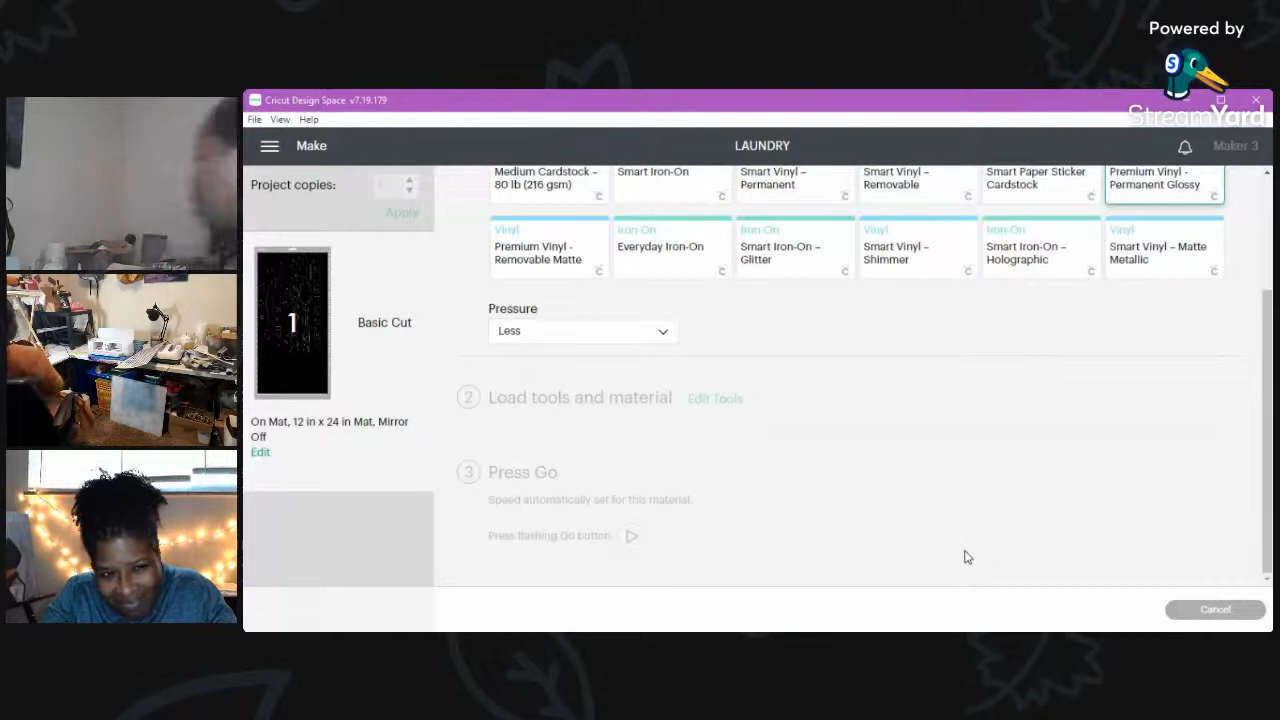 Powered by
S
StreamYard
Cricut Design Space v7.19.179
File View Help
Make
LAUNDRY
Maker 3
Project copies:
Apply
Medium Cardstock –
80 lb (216 gsm)
C
Smart Iron-On
C
Smart Vinyl –
Permanent
C
Smart Vinyl –
Removable
C
Smart Paper Sticker
Cardstock
C
Premium Vinyl -
Permanent Glossy
C
Vinyl
Premium Vinyl -
Removable Matte
C
Iron-On
Everyday Iron-On
C
Iron-On
Smart Iron-On –
Glitter
C
Vinyl
Smart Vinyl –
Shimmer
C
Iron-On
Smart Iron-On –
Holographic
C
Vinyl
Smart Vinyl – Matte
Metallic
C
1
Basic Cut
On Mat, 12 in x 24 in Mat, Mirror
Off
Edit
Pressure
Less
2 Load tools and material Edit Tools
3 Press Go
Speed automatically set for this material.
Press flashing Go button
Cancel